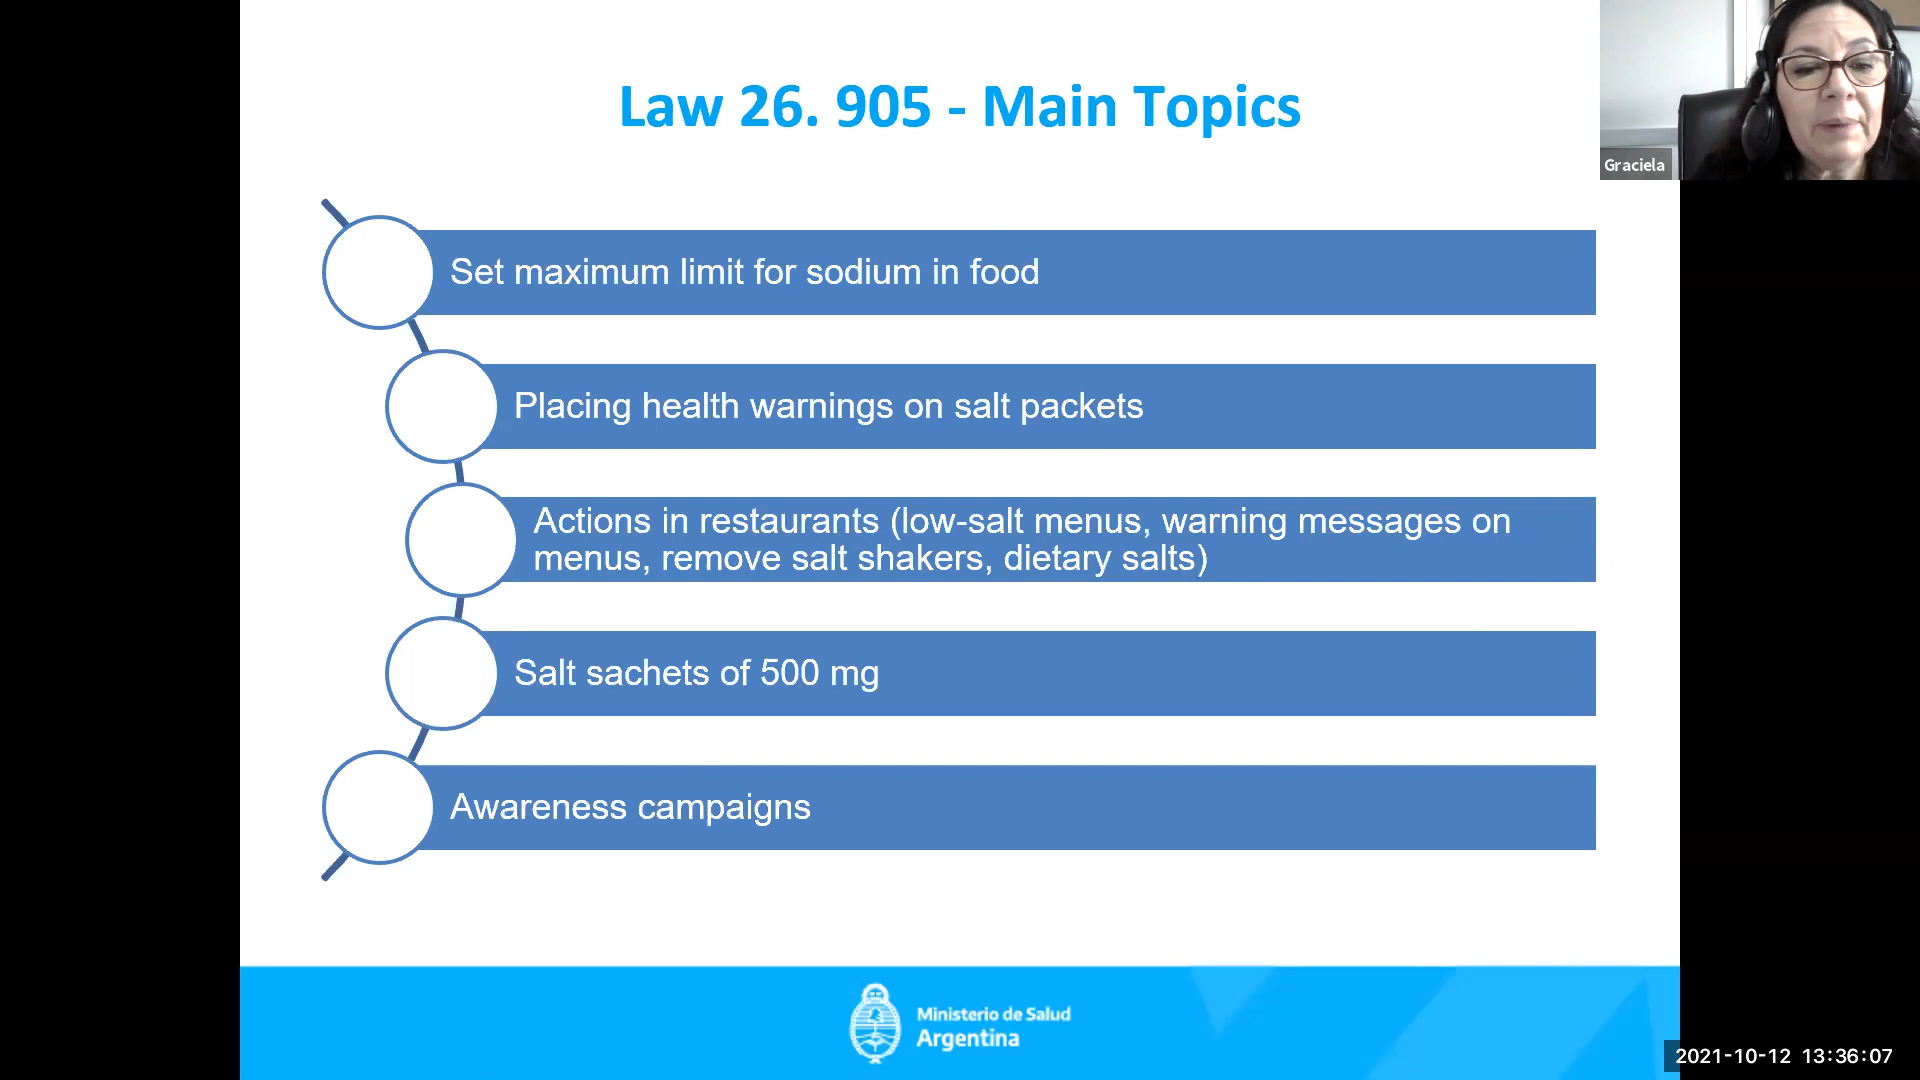 Law 26. 905 - Main Topics
Graciela
Set maximum limit for sodium in food
Placing health warnings on salt packets
Actions in restaurants (low-salt menus, warning messages on
menus, remove salt shakers, dietary salts)
Salt sachets of 500 mg
Awareness campaigns
Ministerio de Salud
Argentina
2021-10-12 13:36:07